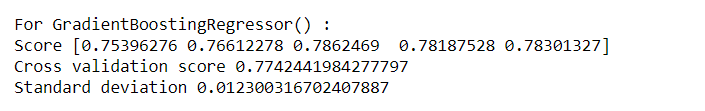 For GradientBoostingRegressor() :
Score [0.75396276 0.76612278 0.7862469  0.78187528 0.78301327]
Cross validation score 0.7742441984277797
Standard deviation 0.012300316702407887